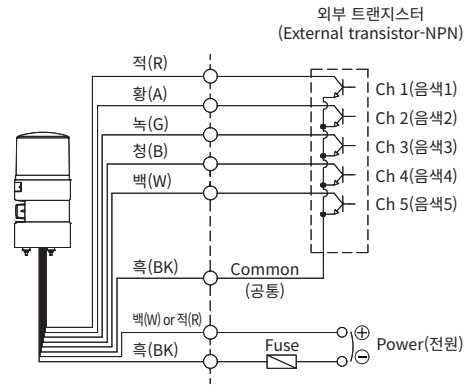 외부 트랜지스터
(External transistor-NPN)
적(R)
Ch 1(음색1)
황(A)
Ch 2(음색2)
녹(G)
Ch 3(음색3)
청(B)
Ch 4(음색4)
백(W)
Ch 5(음색5)
흑(BK)
Common
(공통)
백(W) or 적(R)
Power(전원)
흑(BK)
Fuse